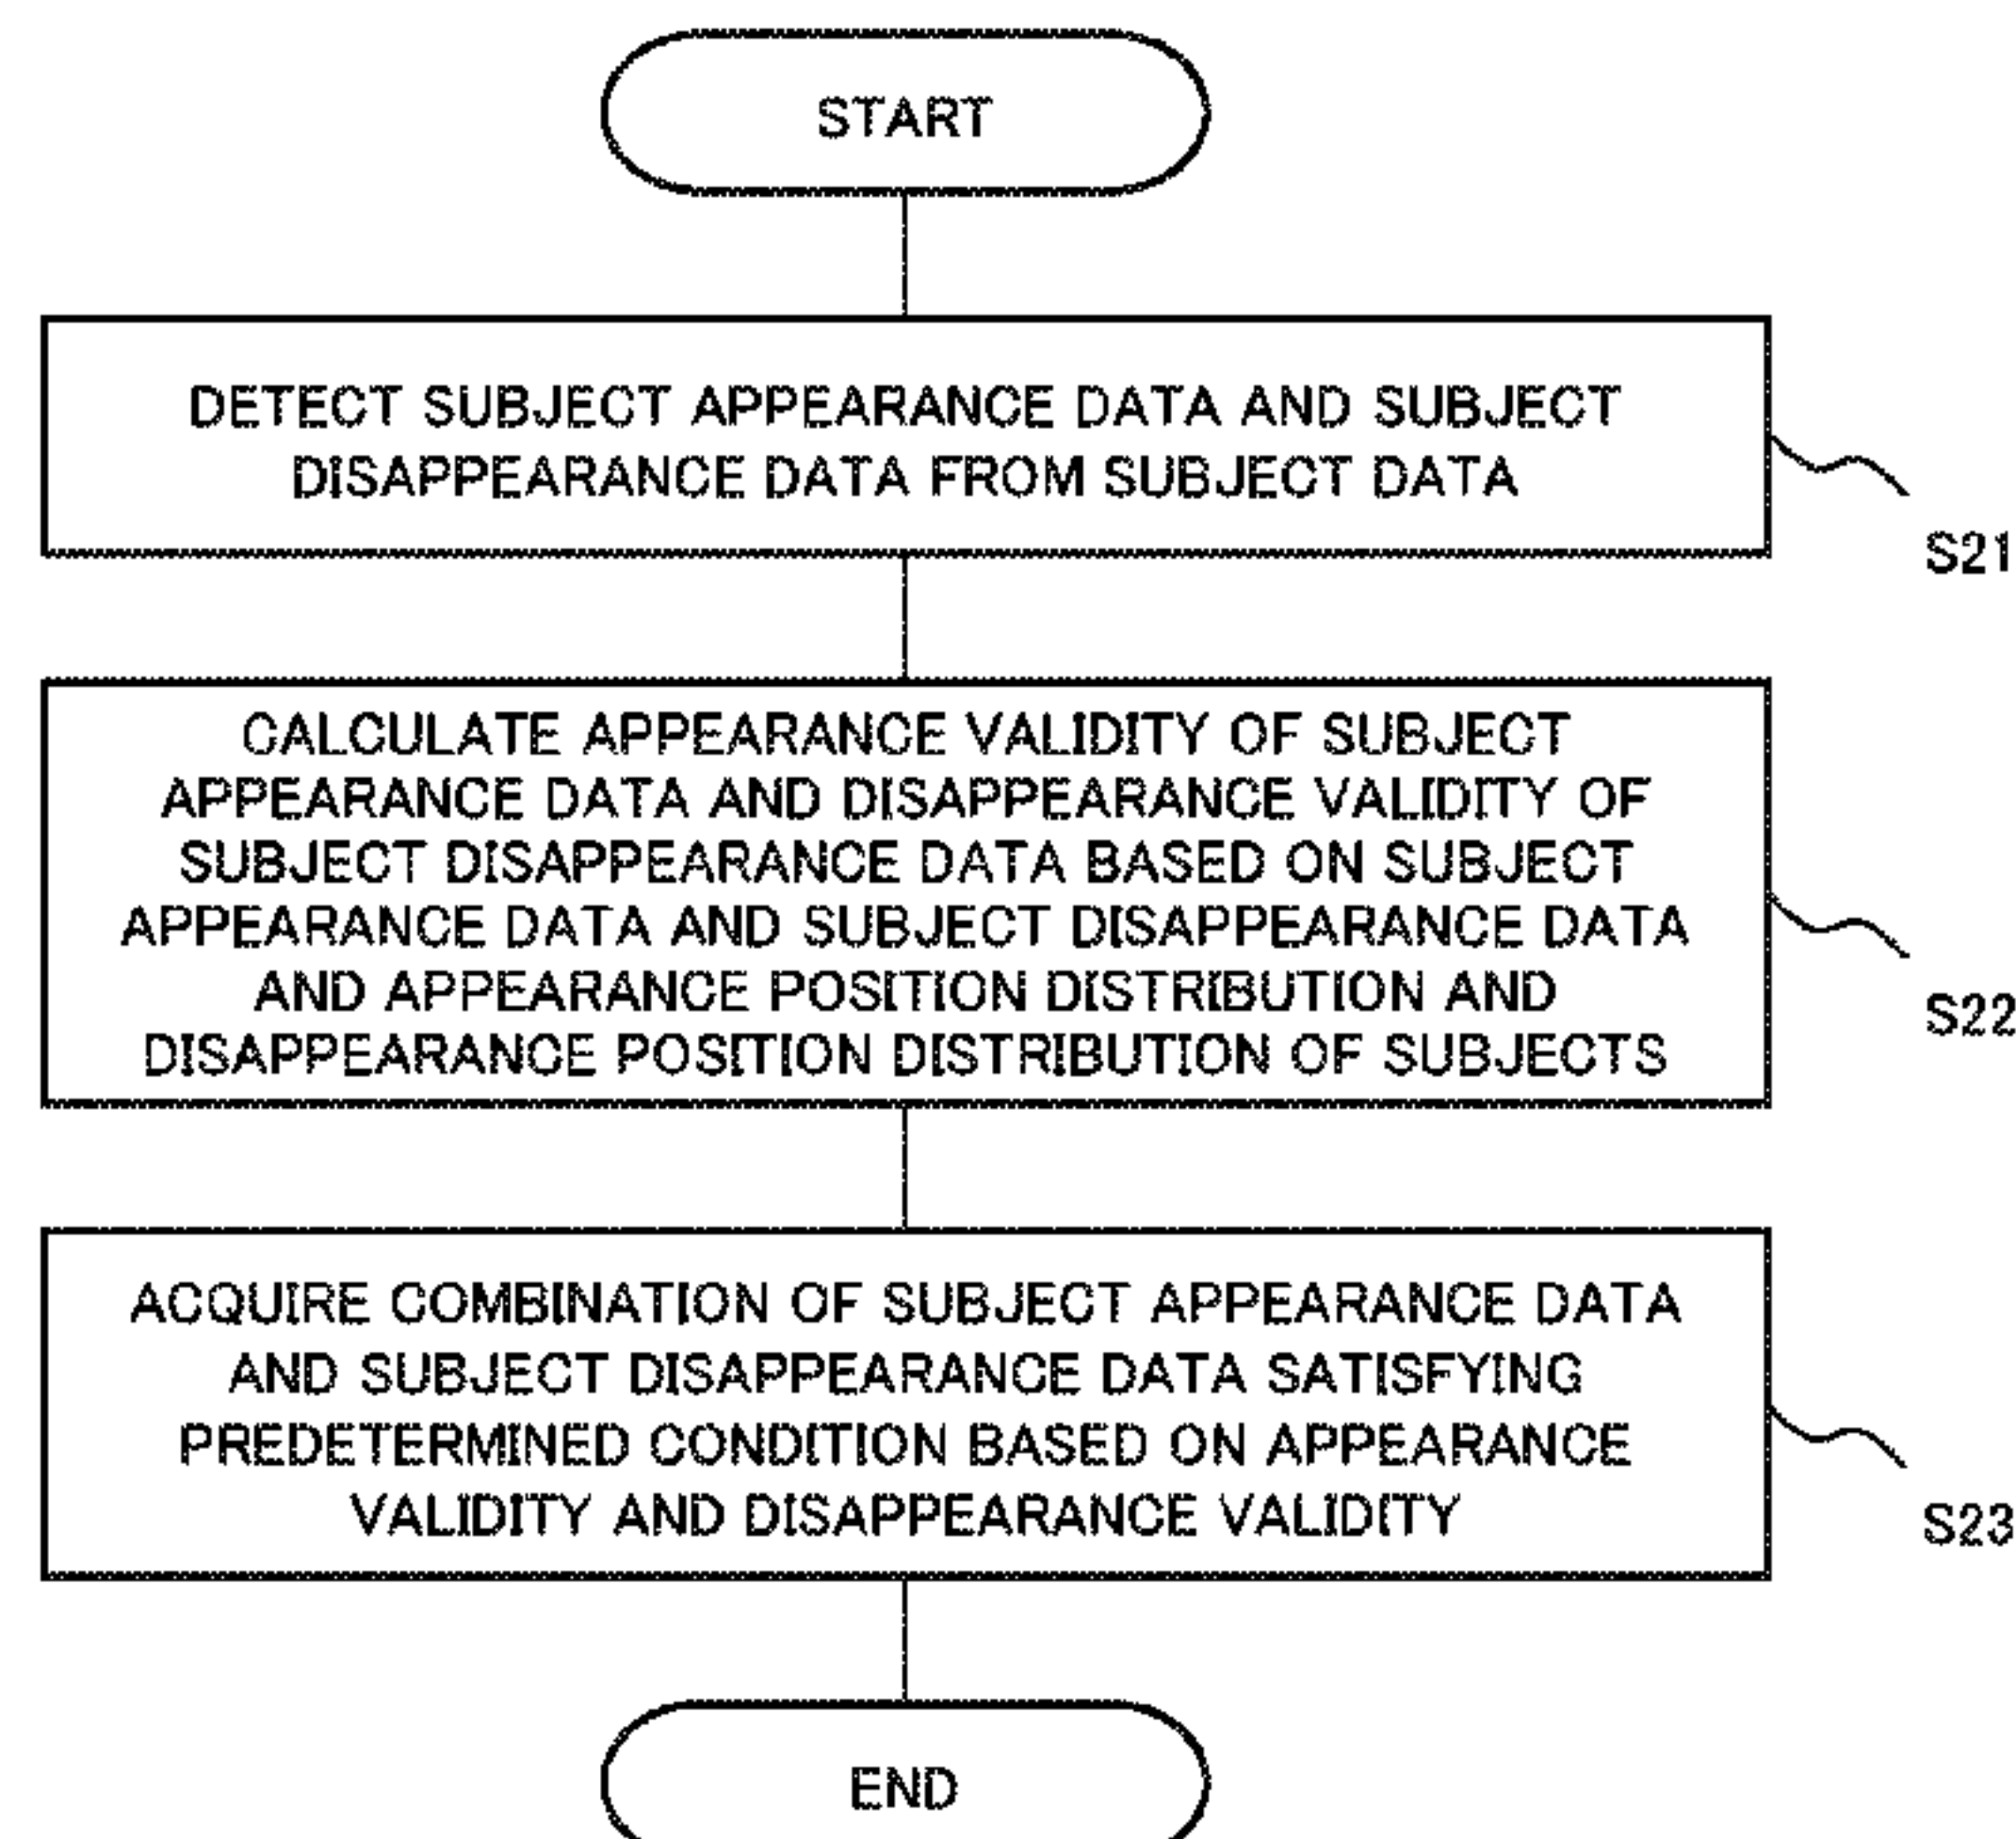 START
DETECT SUBJECT APPEARANCE DATA AND SUBJECT
DISAPPEARANCE DATA FROM SUBJECT DATA
S21
CALCULATE APPEARANCE VALIDITY OF SUBJECT
APPEARANCE DATA AND DISAPPEARANCE VALIDITY OF
SUBJECT DISAPPEARANCE DATA BASED ON SUBJECT
APPEARANCE DATA AND SUBJECT DISAPPEARANCE DATA
AND APPEARANCE POSITION DISTRIBUTION AND
DISAPPEARANCE POSITION DISTRIBUTION OF SUBJECTS
S22
ACQUIRE COMBINATION OF SUBJECT APPEARANCE DATA
AND SUBJECT DISAPPEARANCE DATA SATISFYING
PREDETERMINED CONDITION BASED ON APPEARANCE
VALIDITY AND DISAPPEARANCE VALIDITY
S23
END